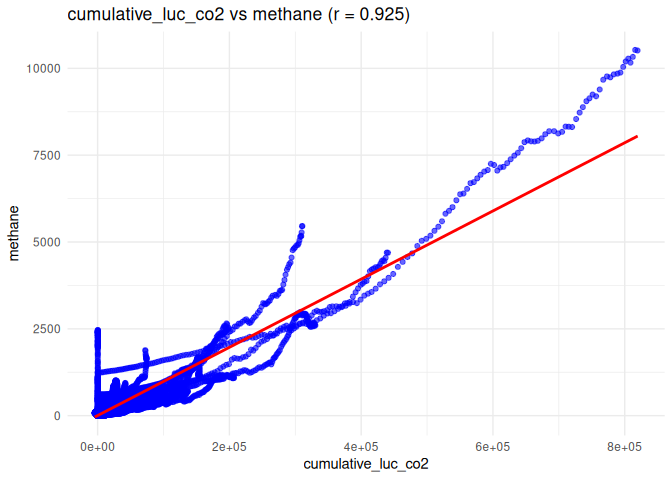 cumulative_luc_co2 vs methane (r = 0.925)
methane
10000
7500
5000
2500
0
0e+00 2e+05 4e+05 6e+05 8e+05
cumulative_luc_co2